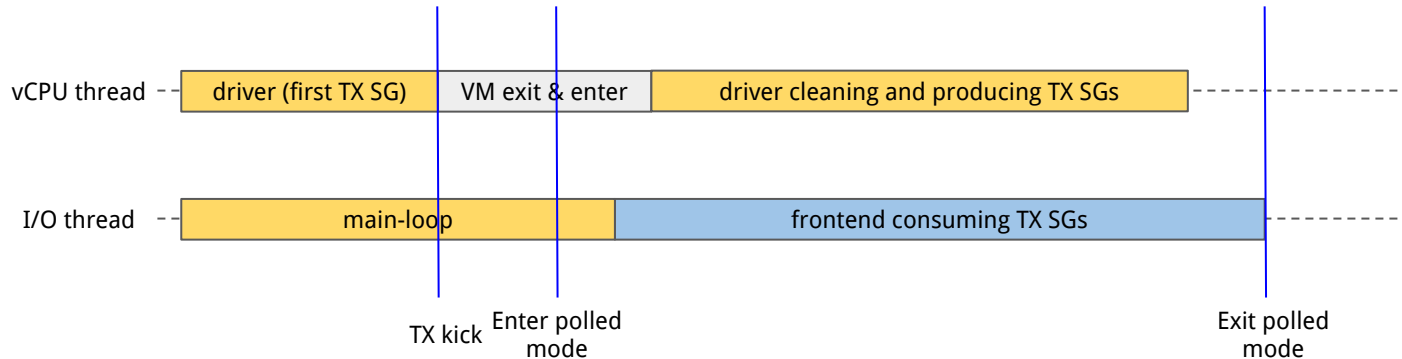 vCPU thread
driver (first TX SG)
VM exit & enter
driver cleaning and producing TX SGs
I/O thread
main-loop
frontend consuming TX SGs
TX kick
Enter polled
mode
Exit polled
mode